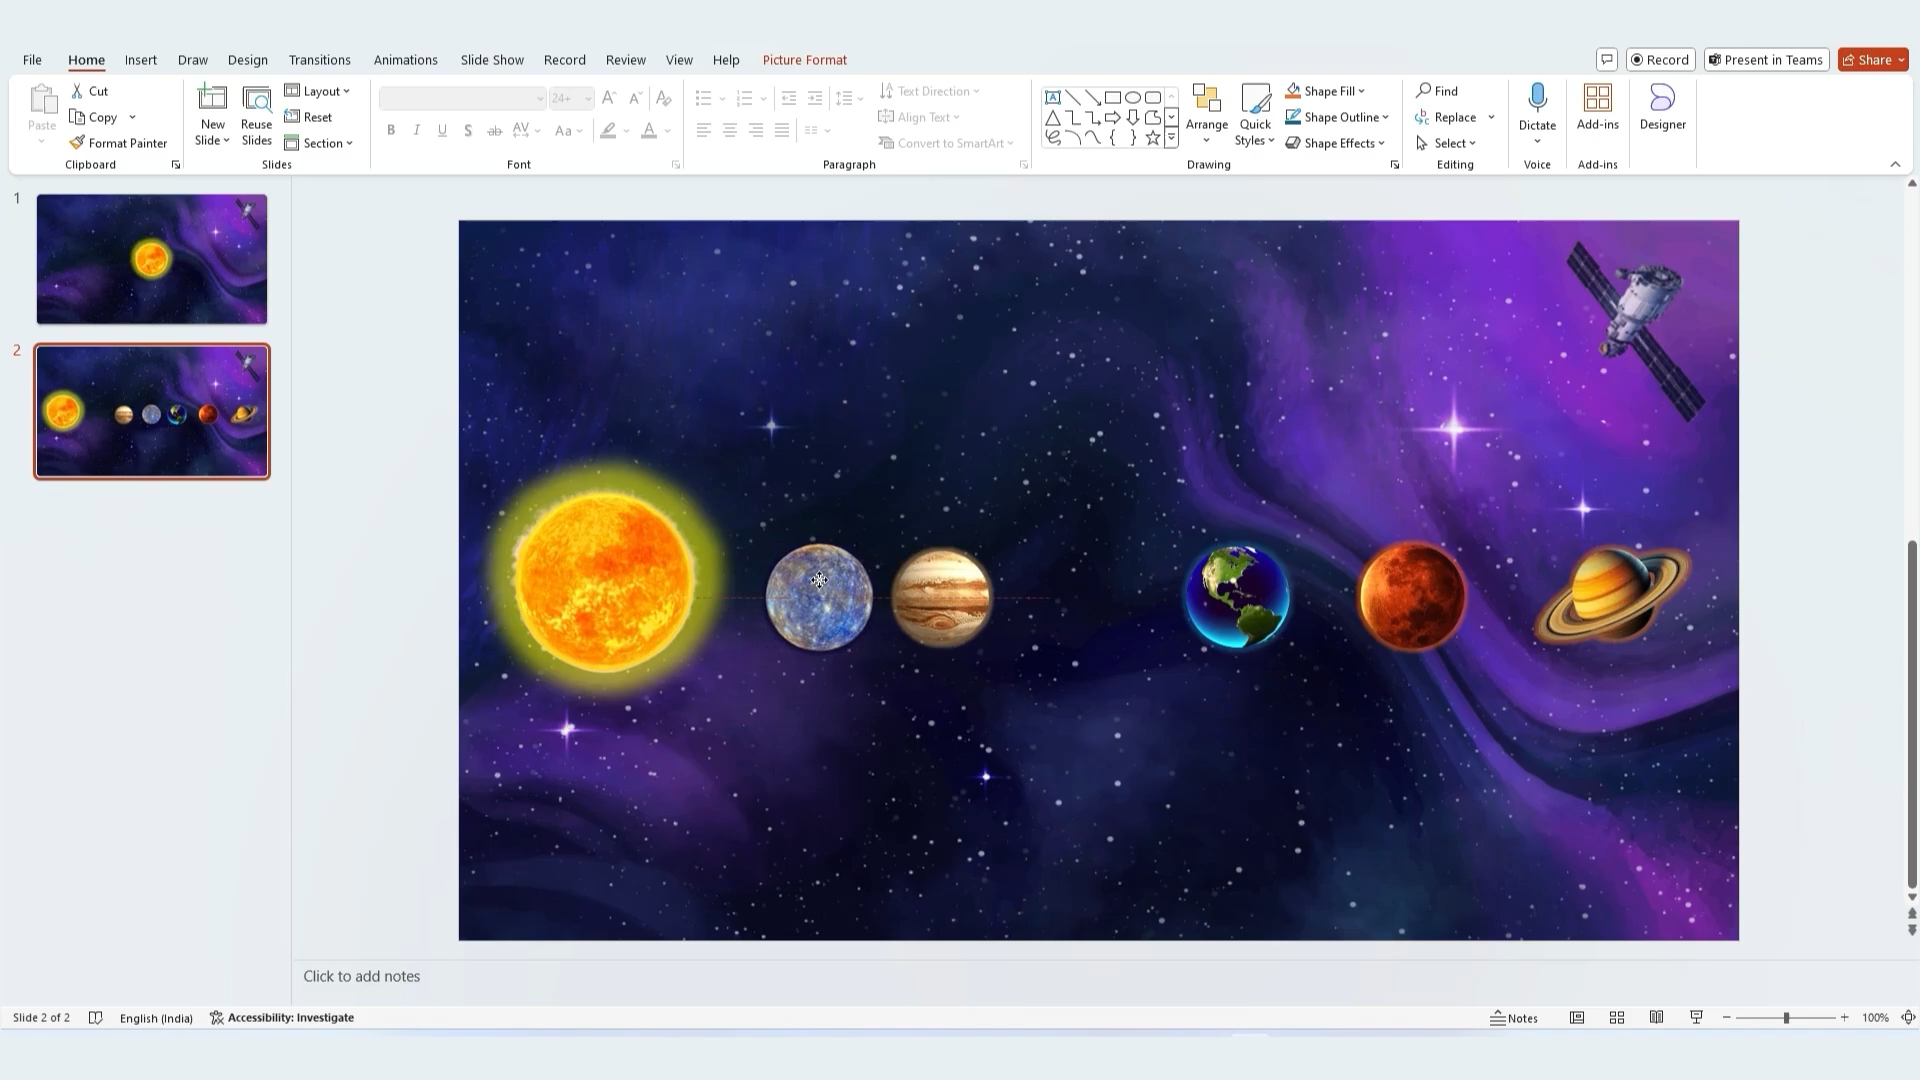 File Home Insert Draw Design Transitions Animations Slide Show Record Review View Help Picture Format Record Present in Teams Share
Paste Cut Copy Format Painter Clipboard
New Slide Reuse Slides Layout Reset Section Slides
24+ A A A B I U S ab AV Aa A Font
Text Direction Align Text Convert to SmartArt Paragraph
A Arrange Quick Styles Shape Fill Shape Outline Shape Effects Drawing
Find Replace Select Editing
Dictate Voice
Add-ins Add-ins
Designer
1
2
Click to add notes
Slide 2 of 2 English (India) Accessibility: Investigate Notes 100%